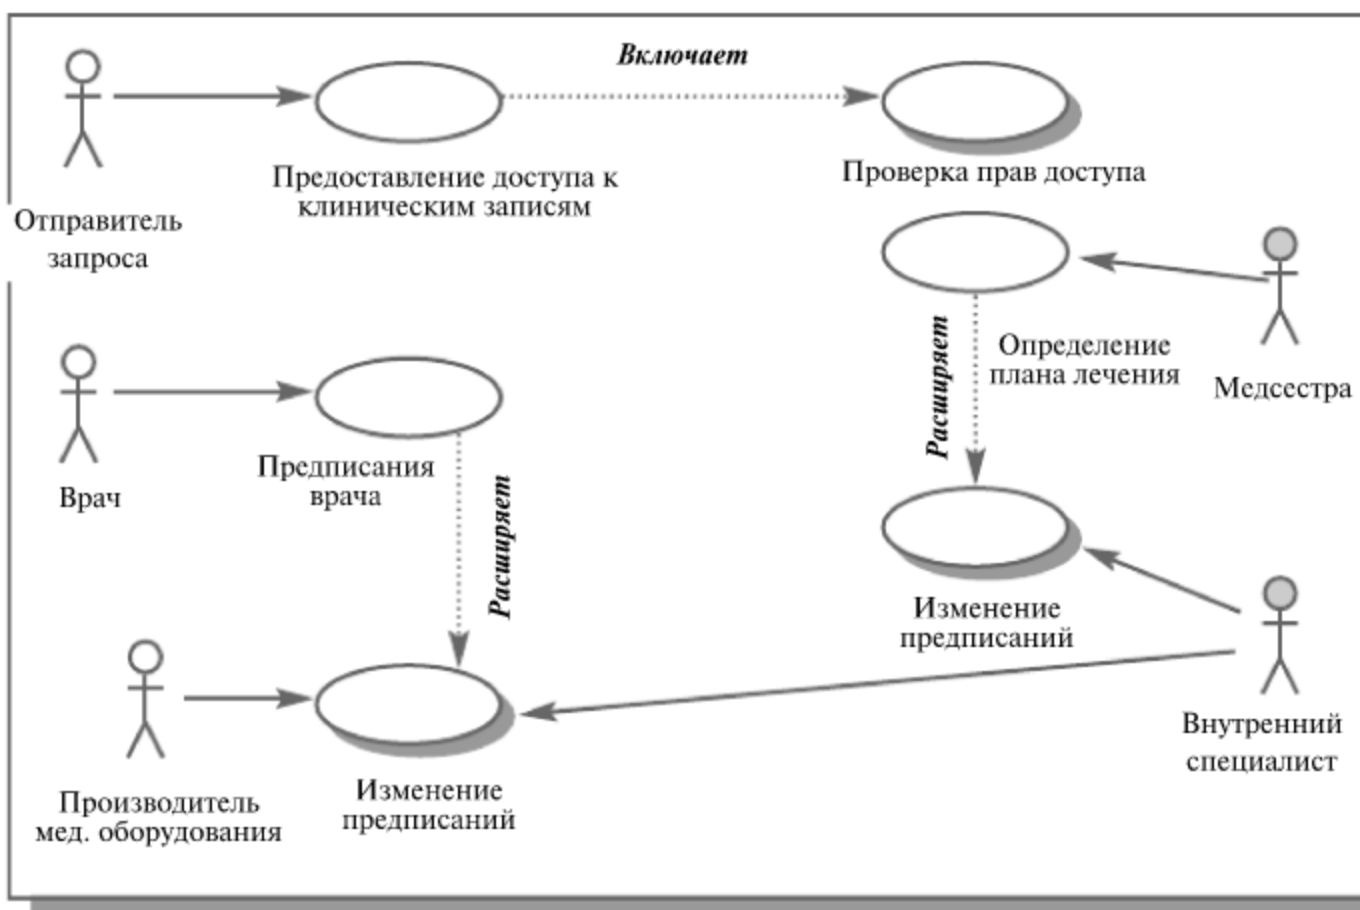 Включает
Предоставление доступа к
клиническим записям
Проверка прав доступа
Отправитель
запроса
Расширяет
Определение
плана лечения
Медсестра
Врач
Предписания
врача
Расширяет
Изменение
предписаний
Внутренний
специалист
Производитель
мед. оборудования
Изменение
предписаний